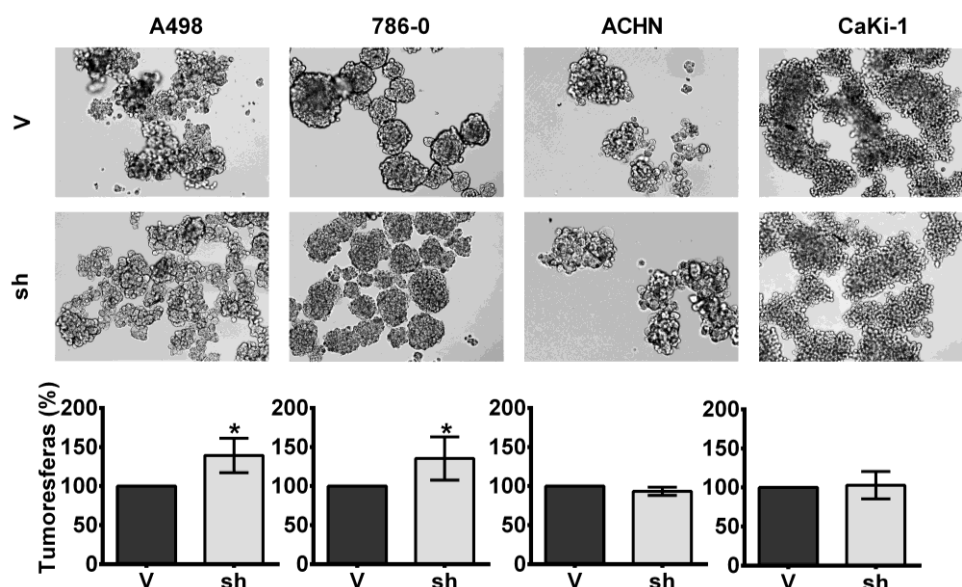 A498 786-0 ACHN CaKi-1
V
sh
Tumoresferas (%)
200 200 200 200
150 150 150 150
100 100 100 100
50 50 50 50
0 0 0 0
* *
V sh V sh V sh V sh